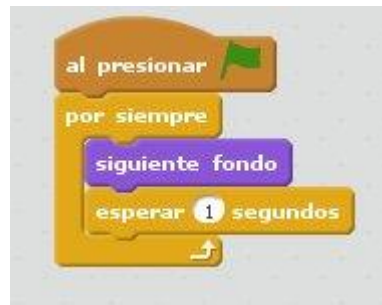 al presionar
por siempre
siguiente fondo
esperar 1 segundos